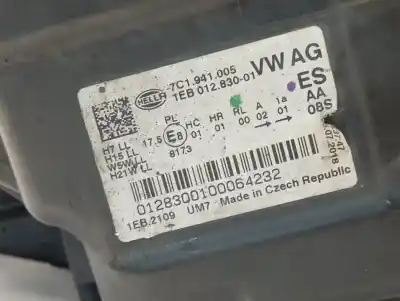 HELLA 7C1.941.005 VW AG
1EB 012.830-01 ES
PL HC HR RL A 1a AA
17.5 E8 01 01 00 02 01 08S
8173
H7 LL
H15 LL
W5W LL
H21W LL
.07.2018
0128300100064232
1EB.2109 UM7 Made in Czech Republic